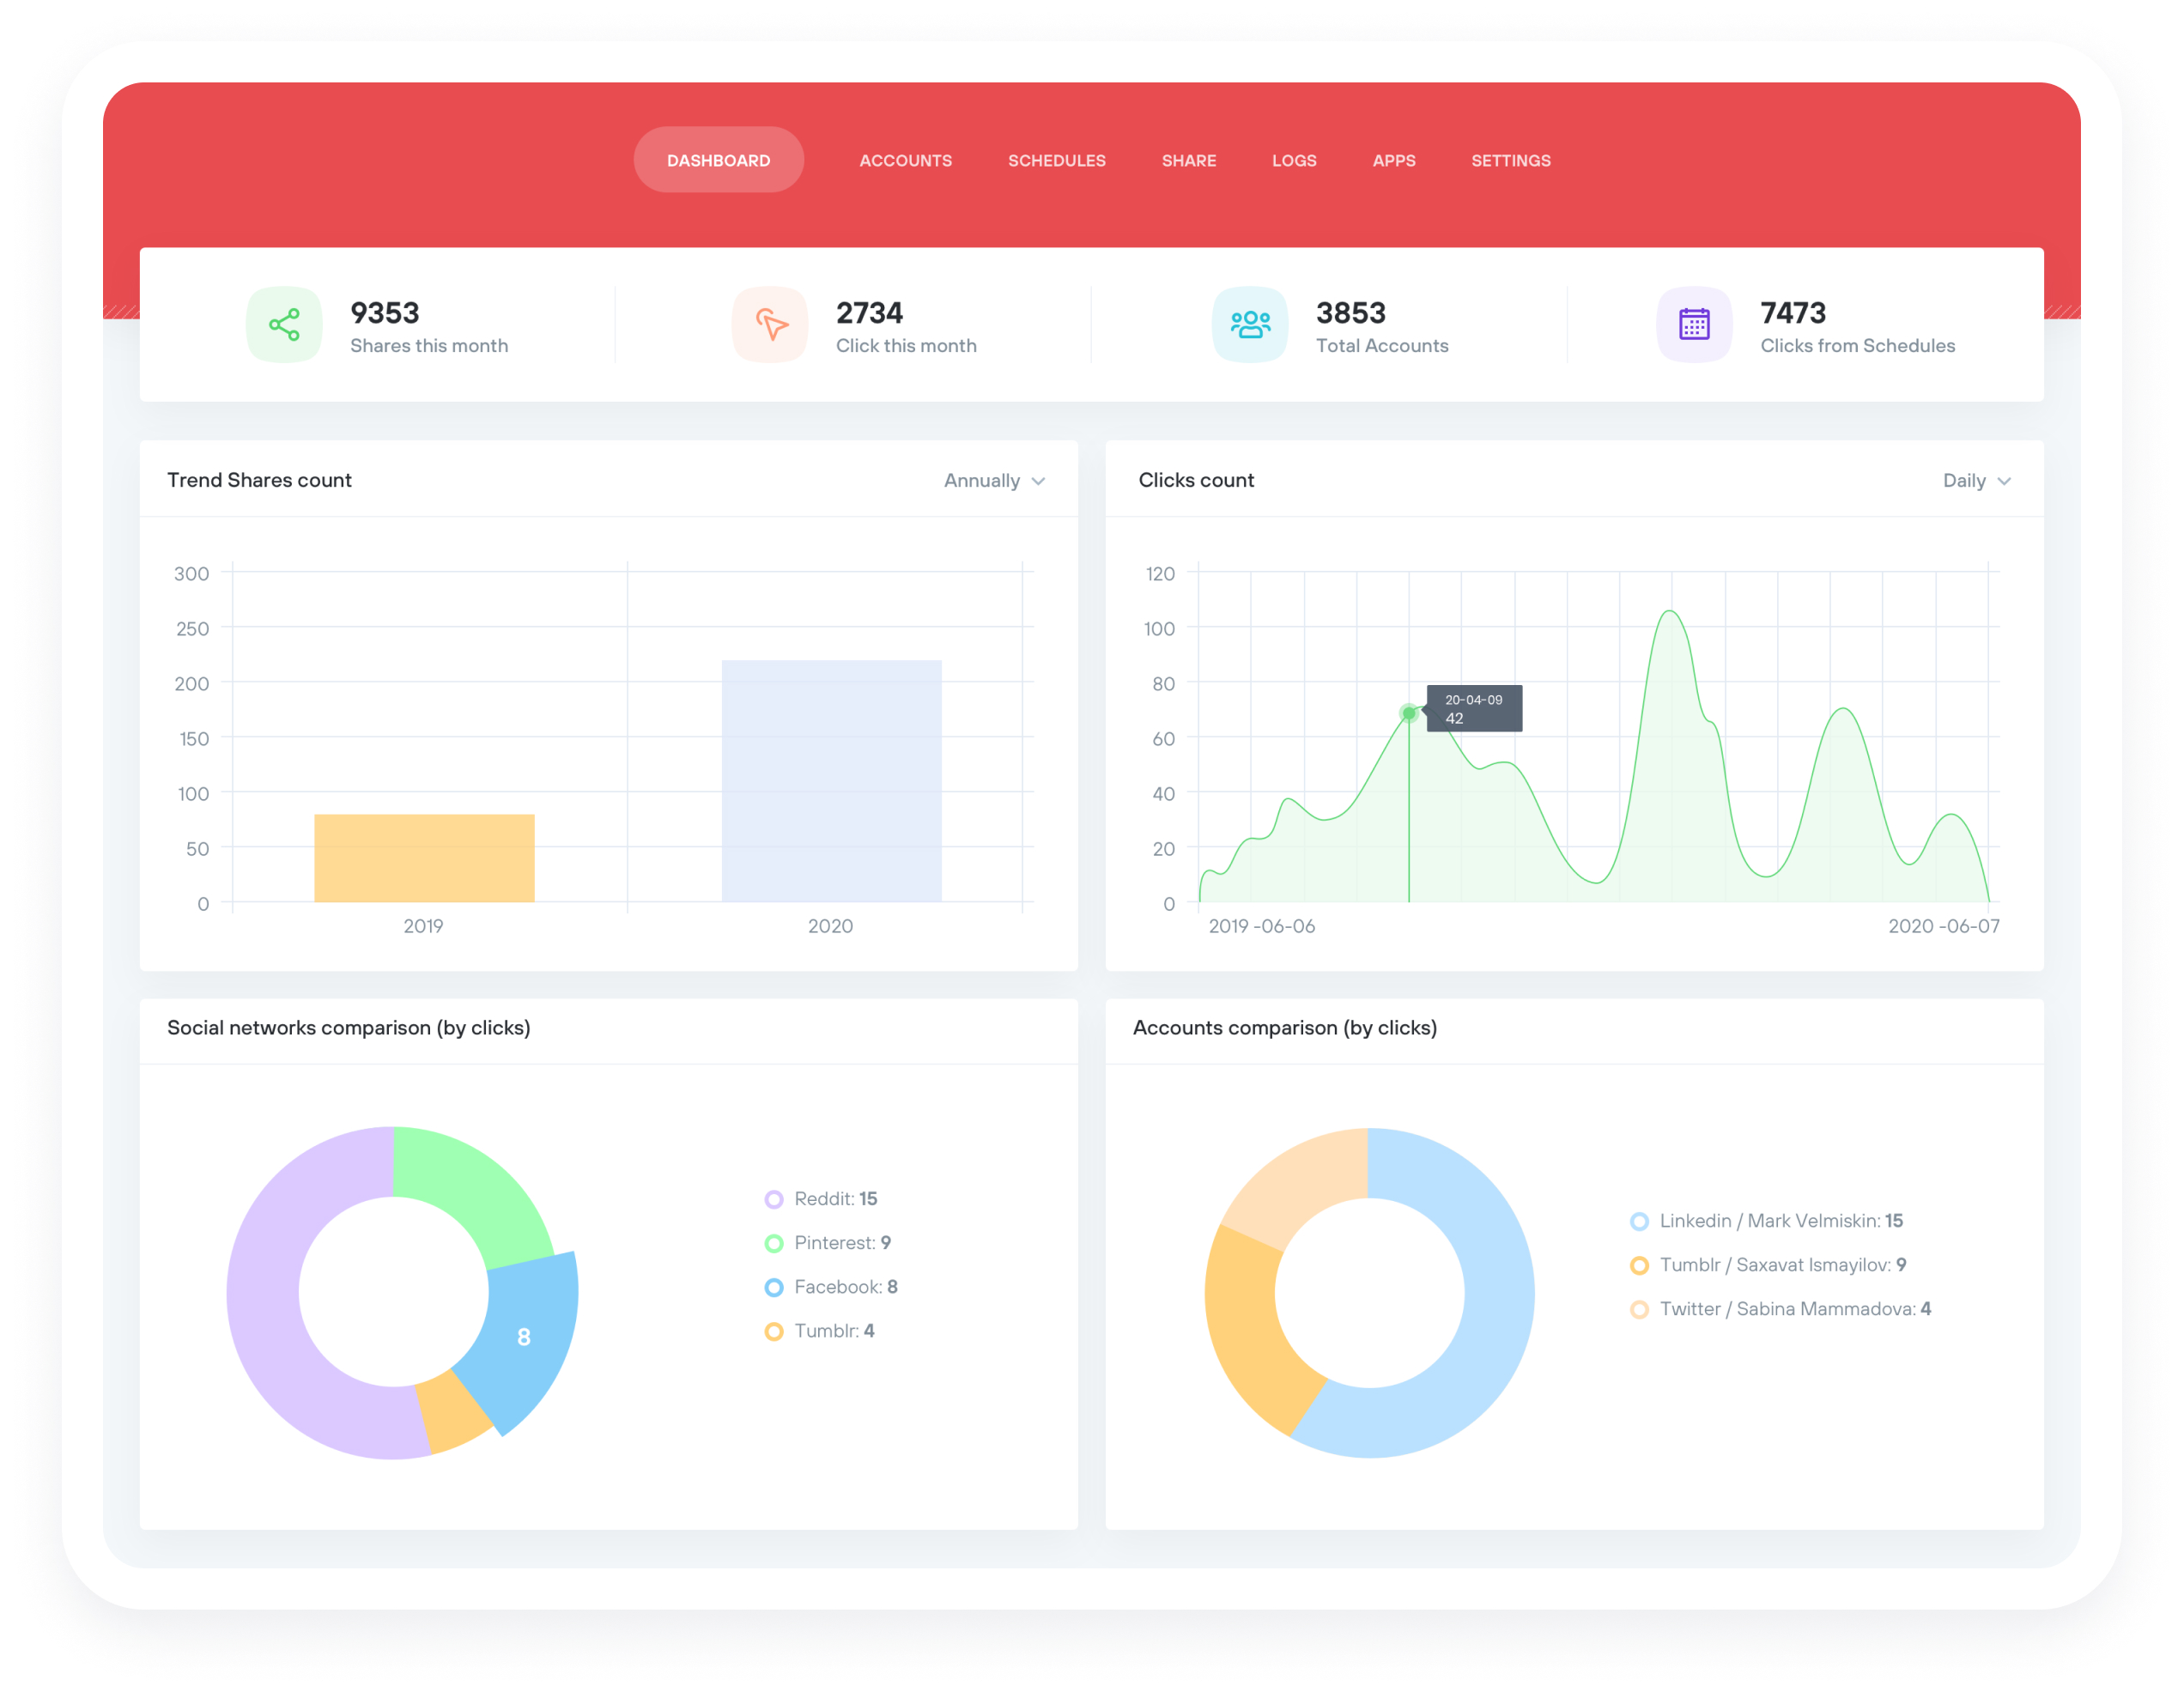 DASHBOARD ACCOUNTS SCHEDULES SHARE LOGS APPS SETTINGS
9353
Shares this month
2734
Click this month
3853
Total Accounts
7473
Clicks from Schedules
Trend Shares count Annually
300
250
200
150
100
50
0
2019 2020
Clicks count Daily
120
100
80
60
40
20
0
20-04-09
42
2019 -06-06 2020 -06-07
Social networks comparison (by clicks)
8
Reddit: 15
Pinterest: 9
Facebook: 8
Tumblr: 4
Accounts comparison (by clicks)
Linkedin / Mark Velmiskin: 15
Tumblr / Saxavat Ismayilov: 9
Twitter / Sabina Mammadova: 4